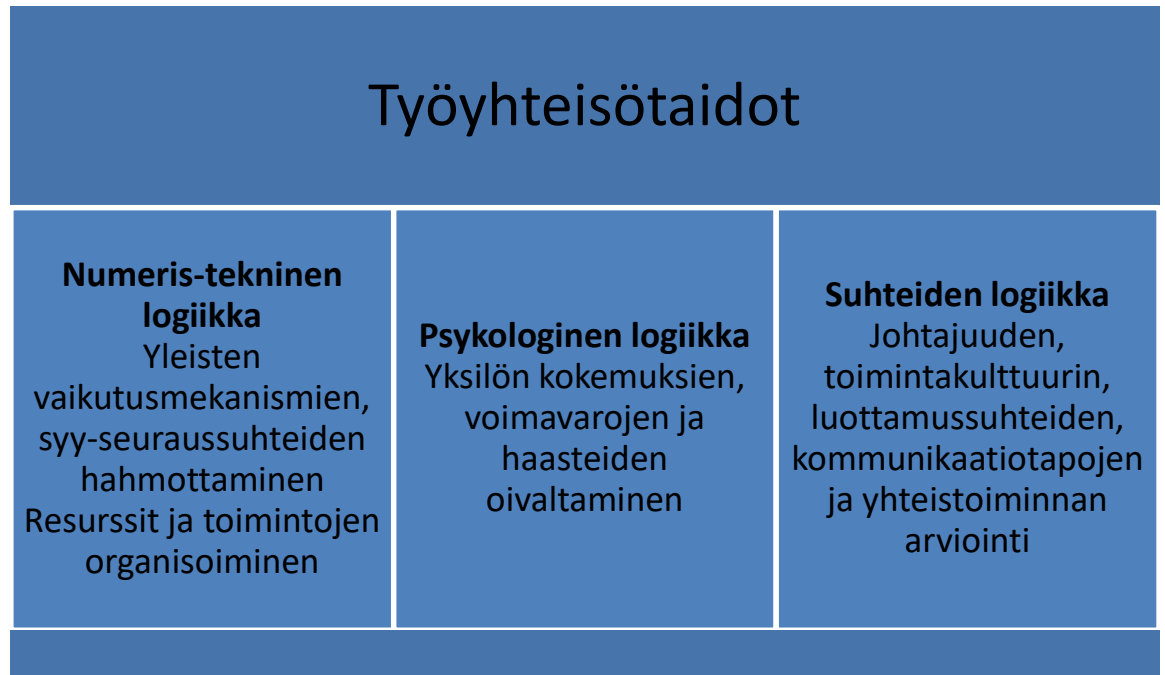 Työyhteisötaidot
Numeris-tekninen
logiikka
Yleisten
vaikutusmekanismien,
syy-seuraussuhteiden
hahmottaminen
Resurssit ja toimintojen
organisoiminen
Psykologinen logiikka
Yksilön kokemuksien,
voimavarojen ja
haasteiden
oivaltaminen
Suhteiden logiikka
Johtajuuden,
toimintakulttuurin,
luottamussuhteiden,
kommunikaatiotapojen
ja yhteistoiminnan
arviointi